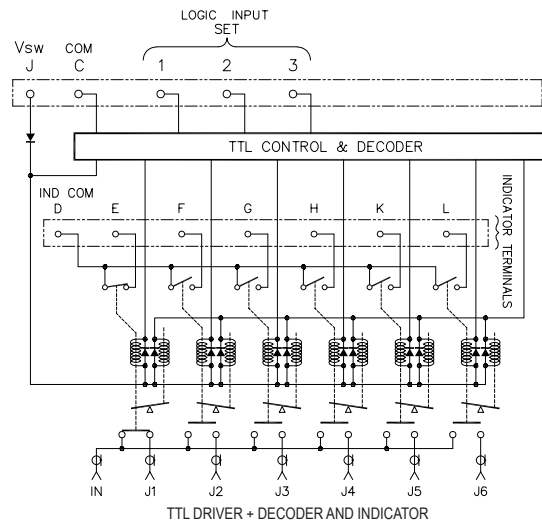 LOGIC INPUT
SET
Vsw COM
J C 1 2 3
TTL CONTROL & DECODER
IND COM
D E F G H K L
INDICATOR TERMINALS
IN J1 J2 J3 J4 J5 J6
TTL DRIVER + DECODER AND INDICATOR